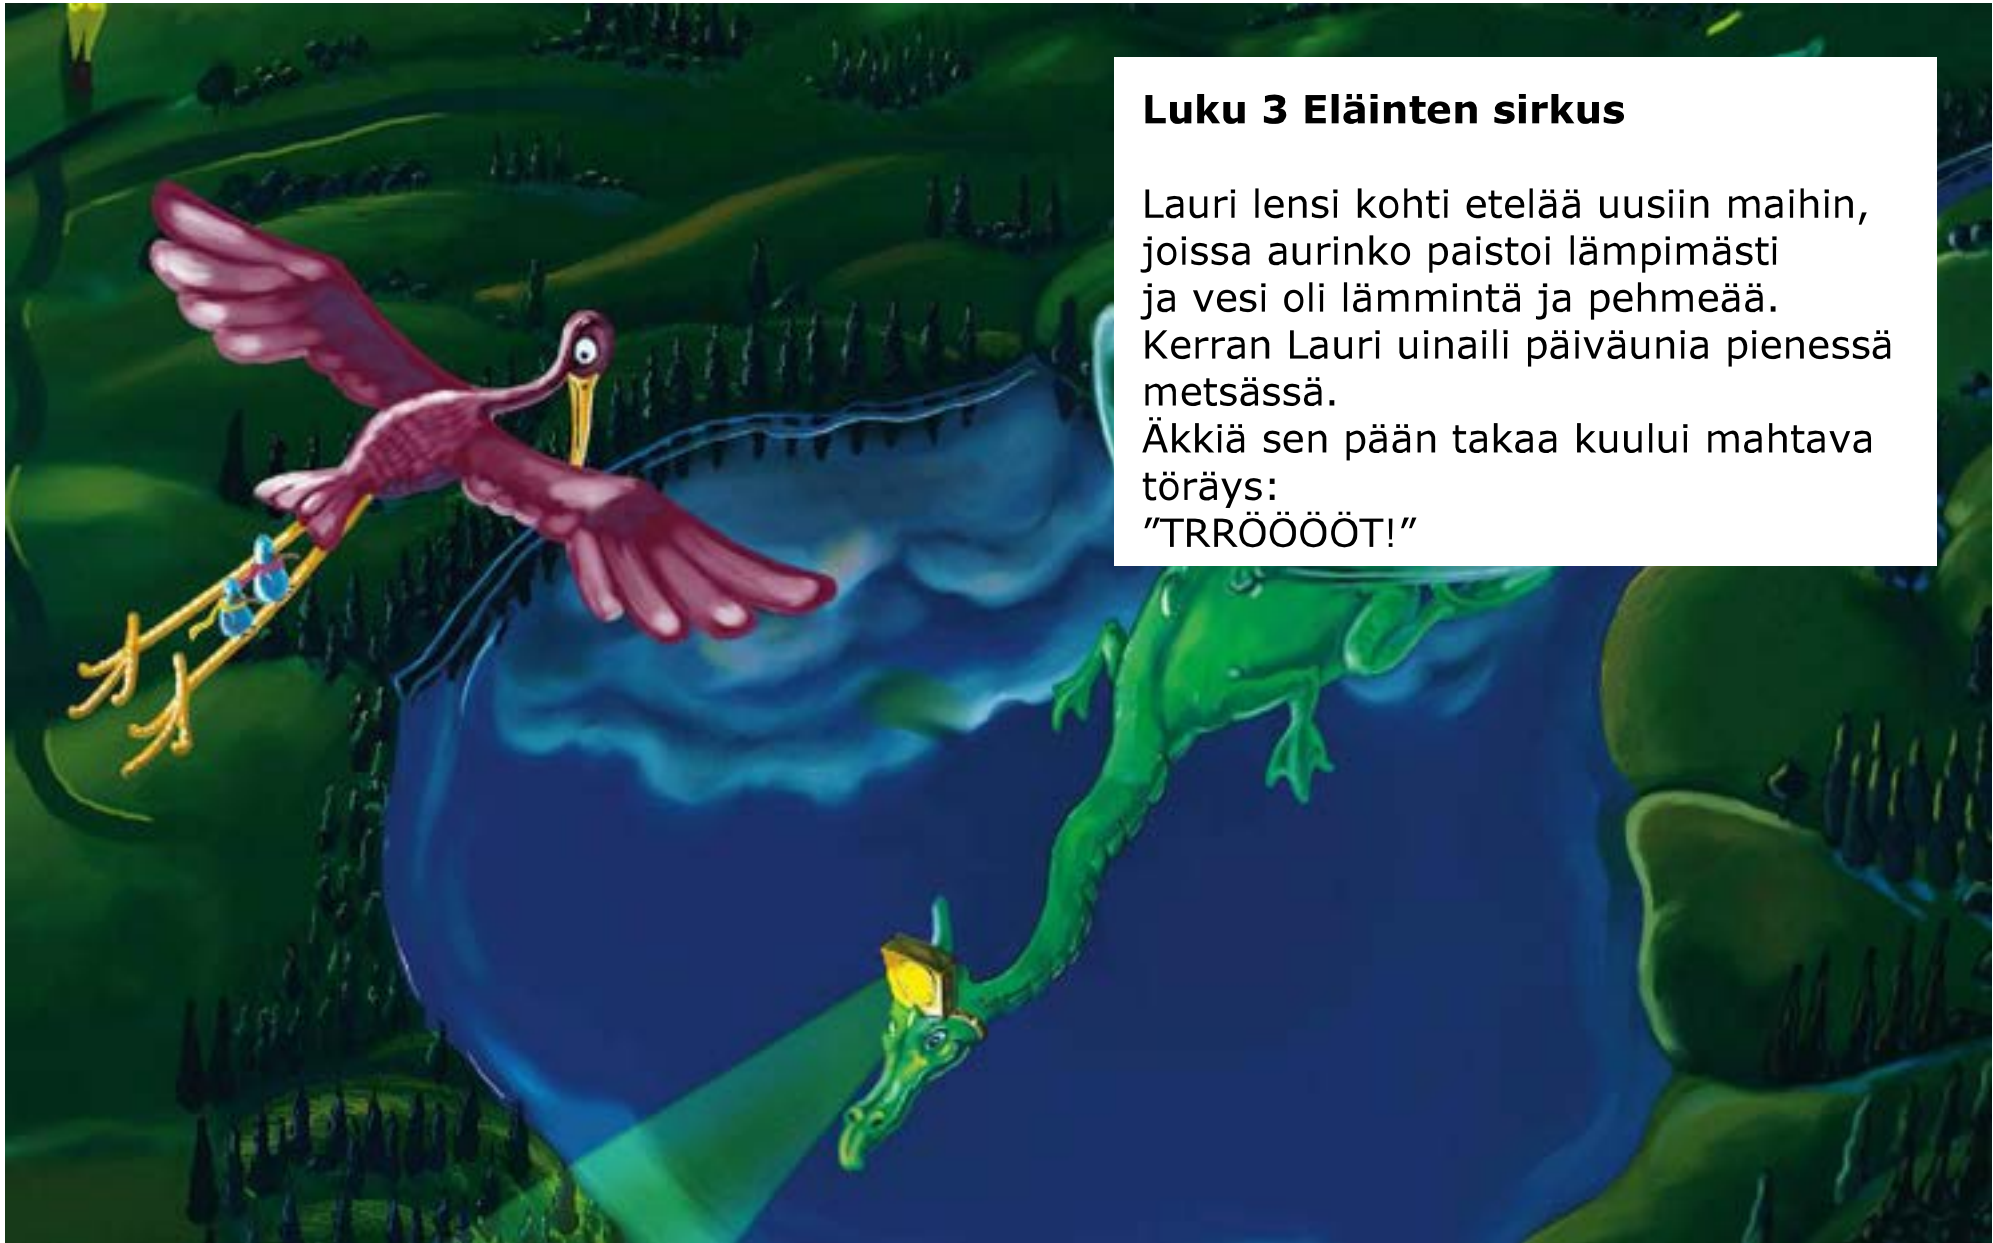 Luku 3 Eläinten sirkus
Lauri lensi kohti etelää uusiin maihin,
joissa aurinko paistoi lämpimästi
ja vesi oli lämmintä ja pehmeää.
Kerran Lauri uinaili päiväunia pienessä
metsässä.
Äkkiä sen pään takaa kuului mahtava
töräys:
”TRRÖÖÖÖT!”